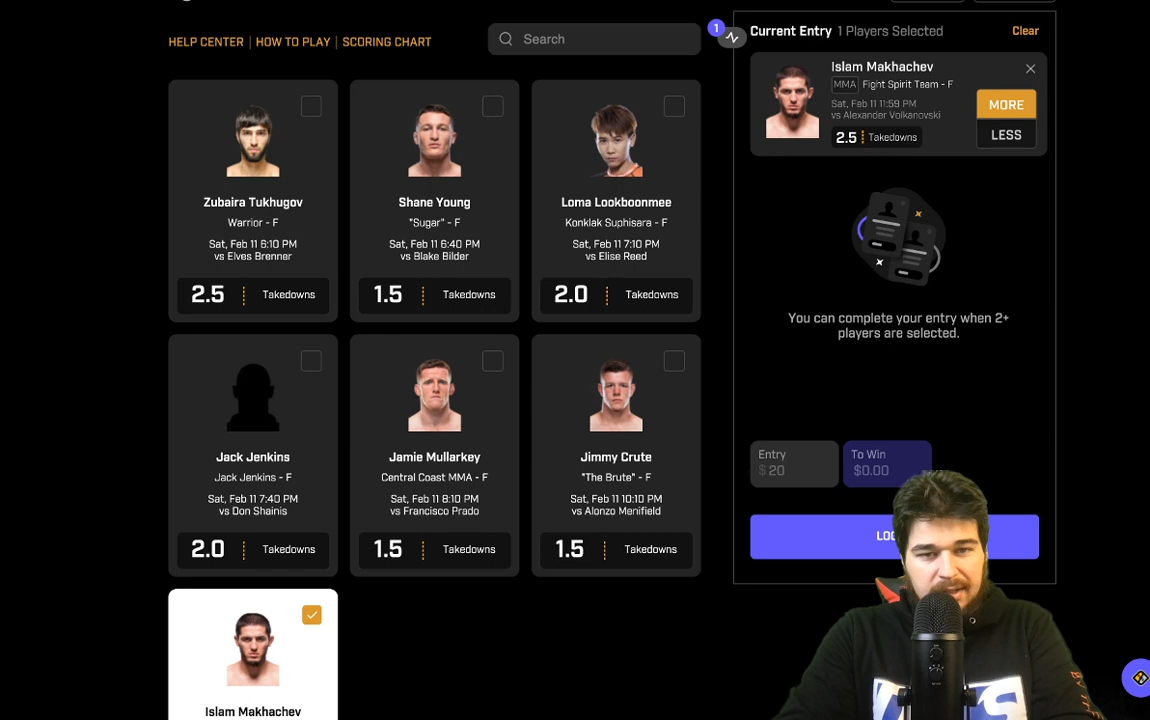 HELP CENTER | HOW TO PLAY | SCORING CHART
Search
Zubaira Tukhugov
Warrior - F
Sat, Feb 11 6:10 PM
vs Elves Brenner
2.5 Takedowns
Shane Young
"Sugar" - F
Sat, Feb 11 6:40 PM
vs Blake Bilder
1.5 Takedowns
Loma Lookboonmee
Konklak Suphisara - F
Sat, Feb 11 7:10 PM
vs Elise Reed
2.0 Takedowns
Jack Jenkins
Jack Jenkins - F
Sat, Feb 11 7:40 PM
vs Don Shainis
2.0 Takedowns
Jamie Mullarkey
Central Coast MMA - F
Sat, Feb 11 8:10 PM
vs Francisco Prado
1.5 Takedowns
Jimmy Crute
"The Brute" - F
Sat, Feb 11 10:10 PM
vs Alonzo Menifield
1.5 Takedowns
Islam Makhachev
1
Current Entry 1 Players Selected
Clear
Islam Makhachev
MMA Fight Spirit Team - F
Sat, Feb 11 11:59 PM
vs Alexander Volkanovski
2.5 Takedowns
MORE
LESS
You can complete your entry when 2+
players are selected.
Entry
$ 20
To Win
$0.00